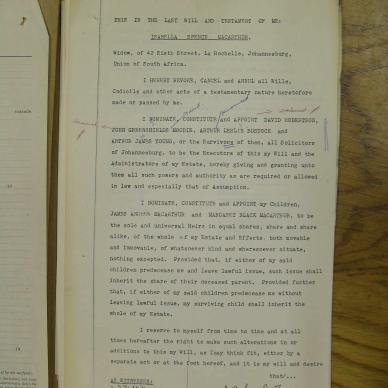 THIS IS THE LAST WILL AND TESTAMENT OF ME:
ISABELLA SPENCE MACARTHUR.
Widow, of 42 Sixth Street, La Rochelle, Johannesburg,
Union of South Africa.
I HEREBY REVOKE, CANCEL and ANNUL all Wills,
Codicils and other acts of a testamentary nature heretofore
made or passed by me.
I NOMINATE, CONSTITUTE and APPOINT DAVID ROBERTSON,
JOHN GREENSHIELDS MOODIE, ARTHUR LESLIE BOSTOCK and
ARTHUR JAMES YOUNG, or the Survivors of them, all Solicitors
of Johannesburg, to be the Executors of this my Will and the
Administrators of my Estate, hereby giving and granting unto
them all such powers and authority as are required or allowed
in law and especially that of Assumption.
I NOMINATE, CONSTITUTE and APPOINT my Children,
JAMES MACARTHUR and MARGARET BLACK MACARTHUR, to be
the sole and universal Heirs in equal shares, share and share
alike, of the whole of my Estate and Effects, both movable
and immovable, of whatsoever kind and wheresoever situate,
nothing excepted. Provided that, if either of my said
children predecease me and leave lawful issue, such issue shall
inherit the share of their deceased parent. Provided further
that, if either of my said children predecease me without
leaving lawful issue, my surviving child shall inherit the
whole of my Estate.
I reserve to myself from time to time and at all
times hereafter the right to make such alterations in or
additions to this my Will, as I may think fit, either by a
separate act or at the foot hereof, and it is my will and desire
that/...
AS WITNESSES: